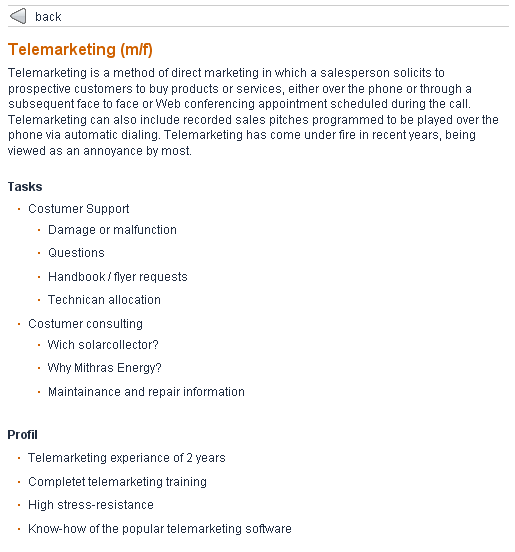 back
Telemarketing (m/f)
Telemarketing is a method of direct marketing in which a salesperson solicits to
prospective customers to buy products or services, either over the phone or through a
subsequent face to face or Web conferencing appointment scheduled during the call.
Telemarketing can also include recorded sales pitches programmed to be played over the
phone via automatic dialing. Telemarketing has come under fire in recent years, being
viewed as an annoyance by most.
Tasks
Costumer Support
Damage or malfunction
Questions
Handbook / flyer requests
Technican allocation
Costumer consulting
Wich solarcollector?
Why Mithras Energy?
Maintainance and repair information
Profil
Telemarketing experiance of 2 years
Completet telemarketing training
High stress-resistance
Know-how of the popular telemarketing software